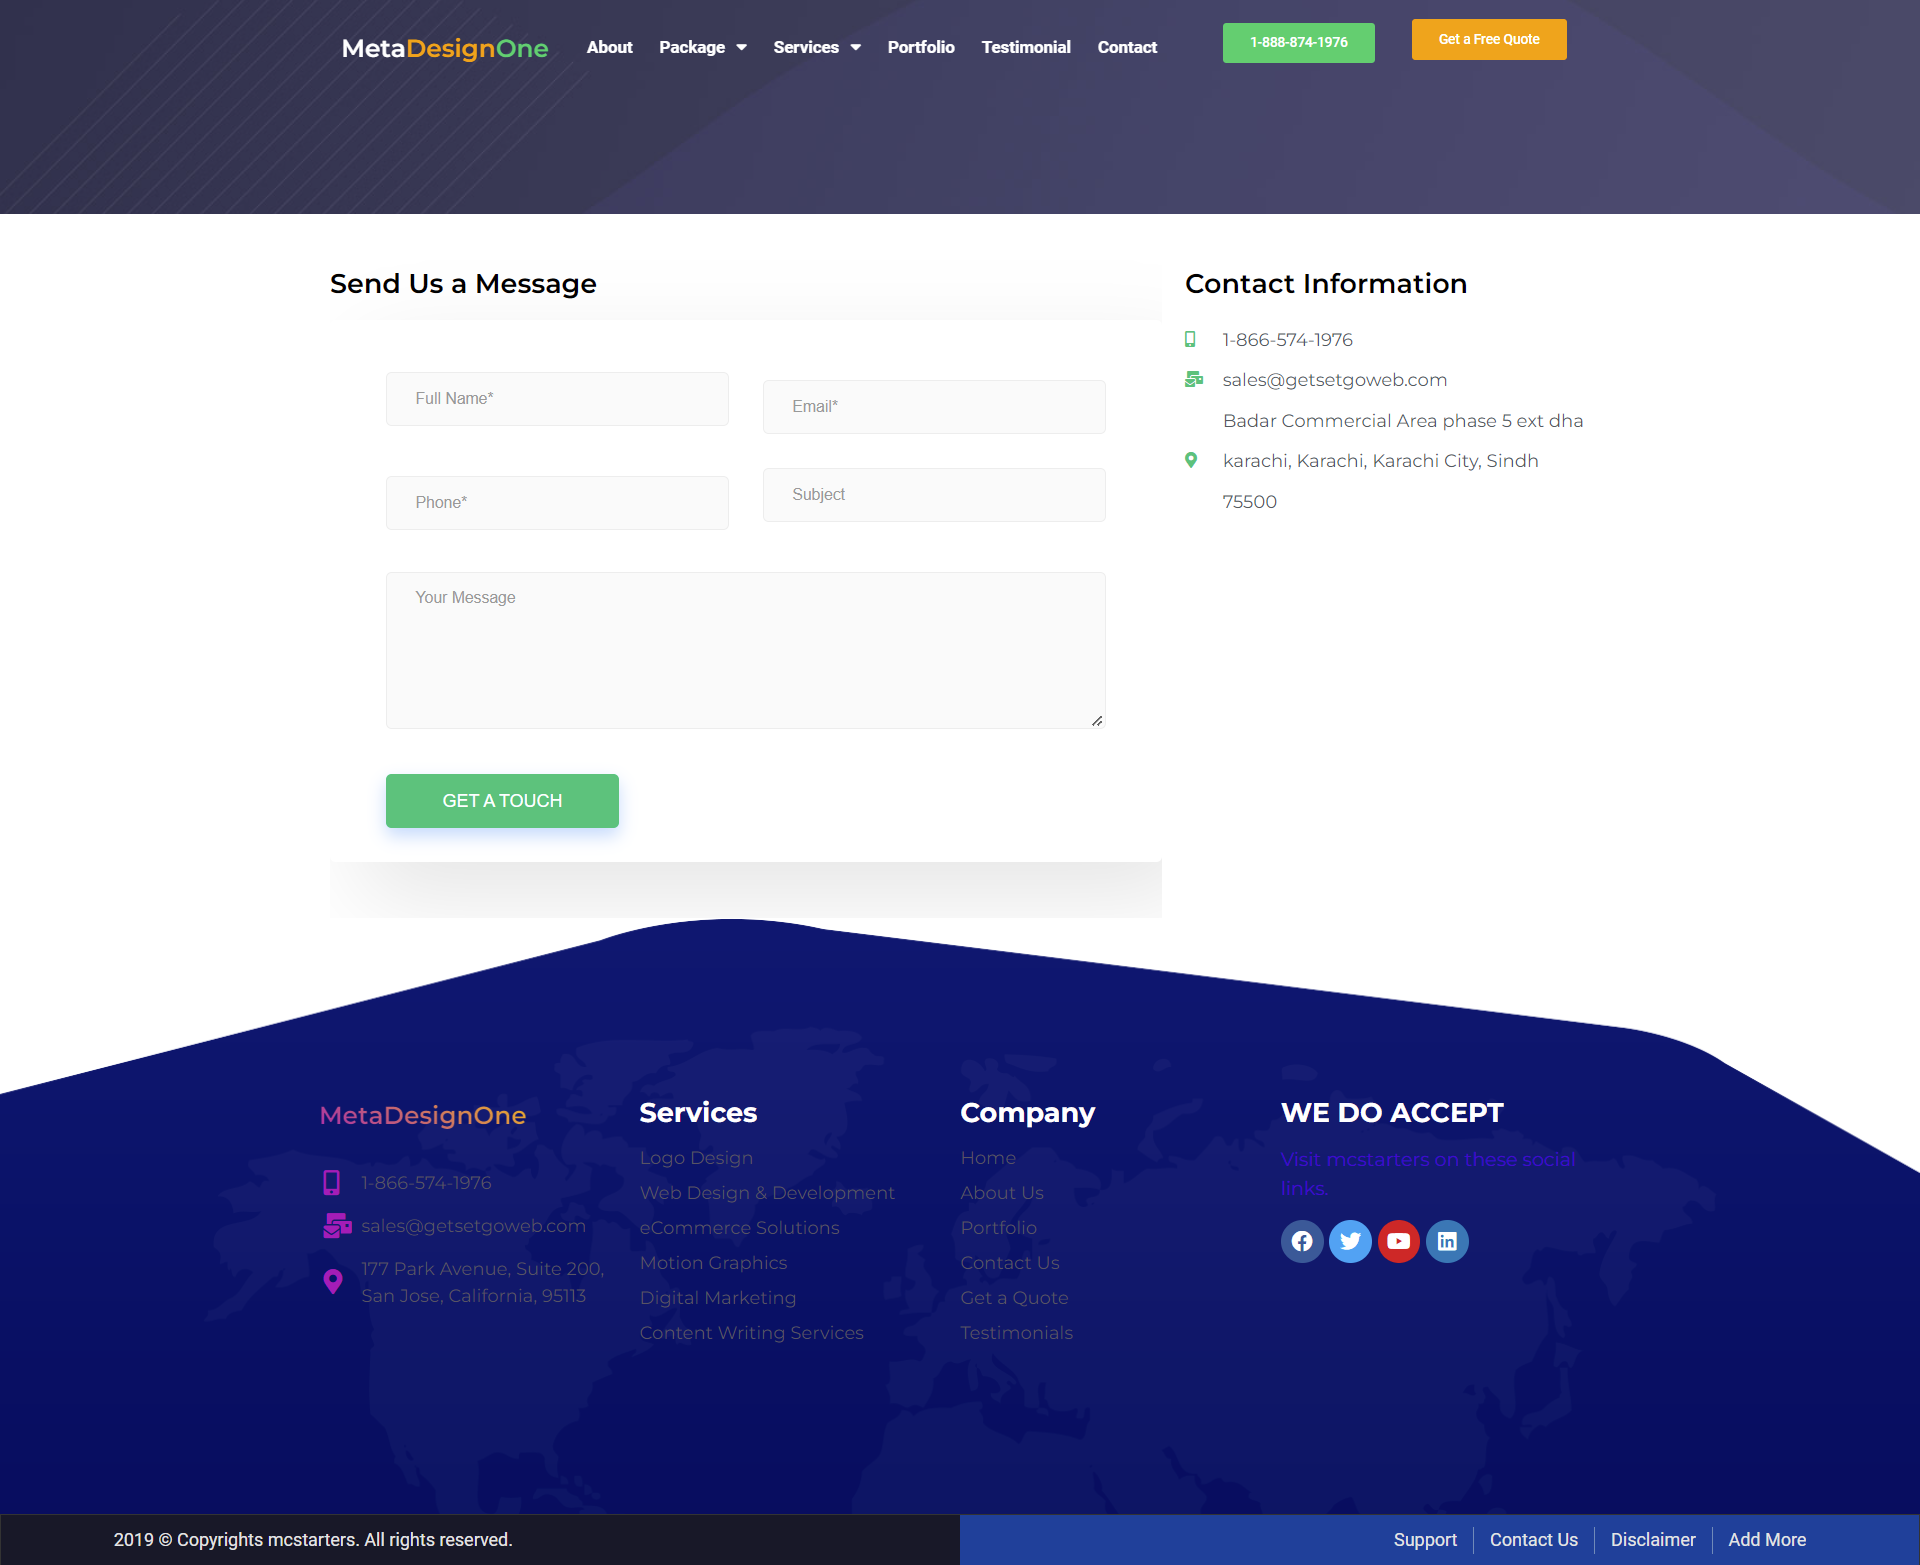 MetaDesignOne
About
Package
Services
Portfolio
Testimonial
Contact
1-888-874-1976
Get a Free Quote
Send Us a Message
Full Name*
Email*
Phone*
Subject
Your Message
GET A TOUCH
Contact Information
1-866-574-1976
sales@getsetgoweb.com
Badar Commercial Area phase 5 ext dha
karachi, Karachi, Karachi City, Sindh
75500
MetaDesignOne
1-866-574-1976
sales@getsetgoweb.com
177 Park Avenue, Suite 200,
San Jose, California, 95113
Services
Logo Design
Web Design & Development
eCommerce Solutions
Motion Graphics
Digital Marketing
Content Writing Services
Company
Home
About Us
Portfolio
Contact Us
Get a Quote
Testimonials
WE DO ACCEPT
Visit mcstarters on these social
links.
2019 © Copyrights mcstarters. All rights reserved.
Support
Contact Us
Disclaimer
Add More